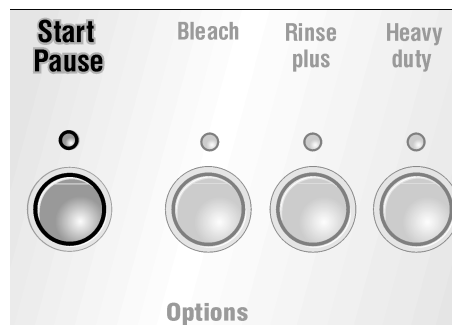 Start
Pause
Bleach
Rinse
plus
Heavy
duty
Options